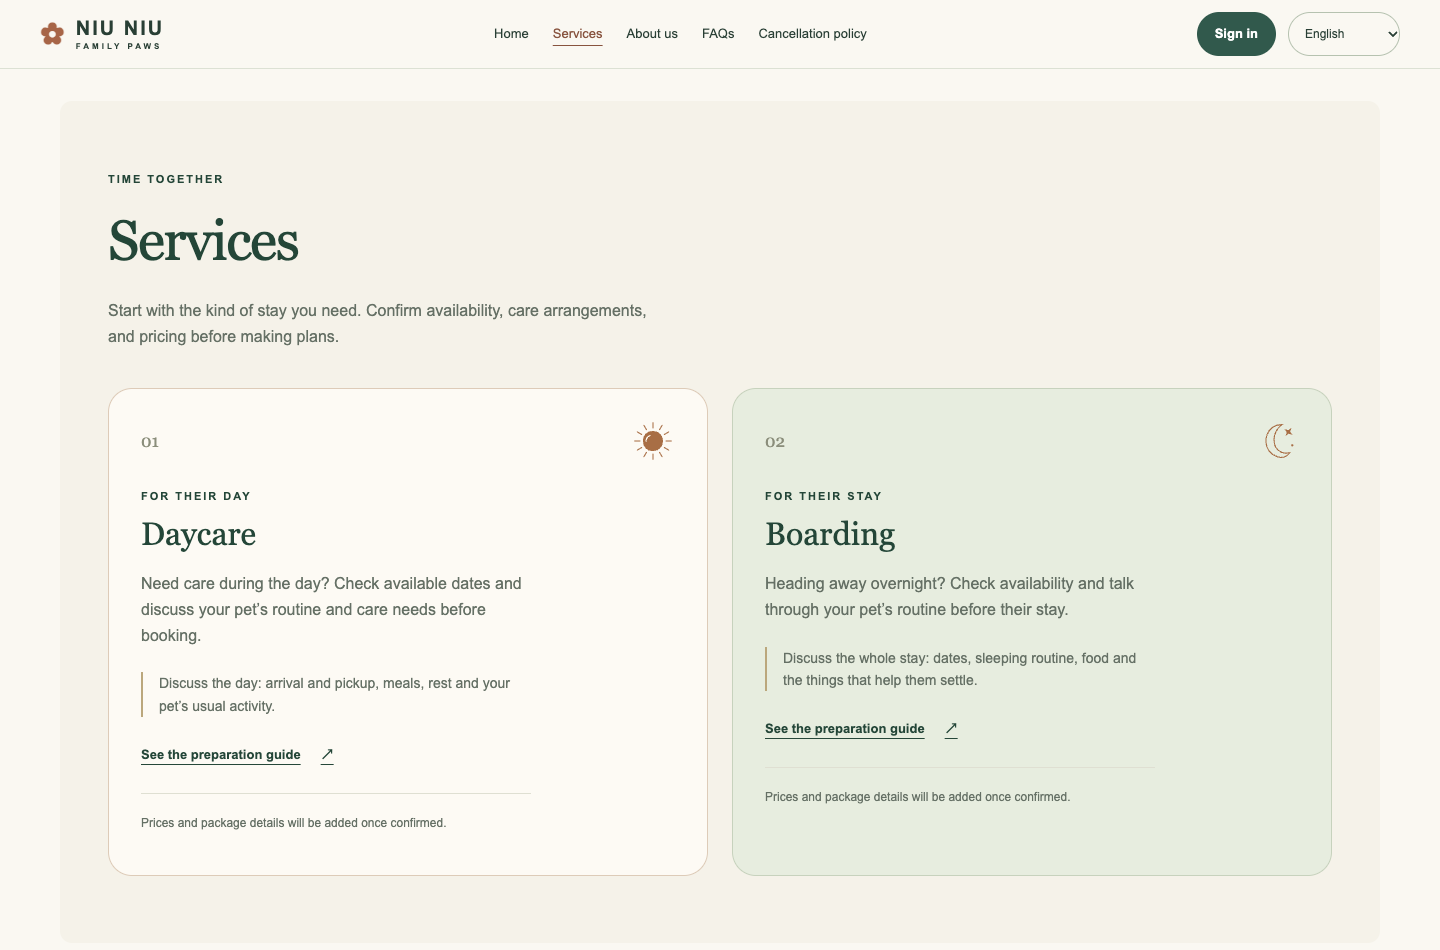 NIU NIU
FAMILY PAWS
Home
Services
About us
FAQs
Cancellation policy
Sign in
English
TIME TOGETHER
Services
Start with the kind of stay you need. Confirm availability, care arrangements,
and pricing before making plans.
01
FOR THEIR DAY
Daycare
Need care during the day? Check available dates and
discuss your pet’s routine and care needs before
booking.
Discuss the day: arrival and pickup, meals, rest and your
pet’s usual activity.
See the preparation guide ↗
Prices and package details will be added once confirmed.
02
FOR THEIR STAY
Boarding
Heading away overnight? Check availability and talk
through your pet’s routine before their stay.
Discuss the whole stay: dates, sleeping routine, food and
the things that help them settle.
See the preparation guide ↗
Prices and package details will be added once confirmed.